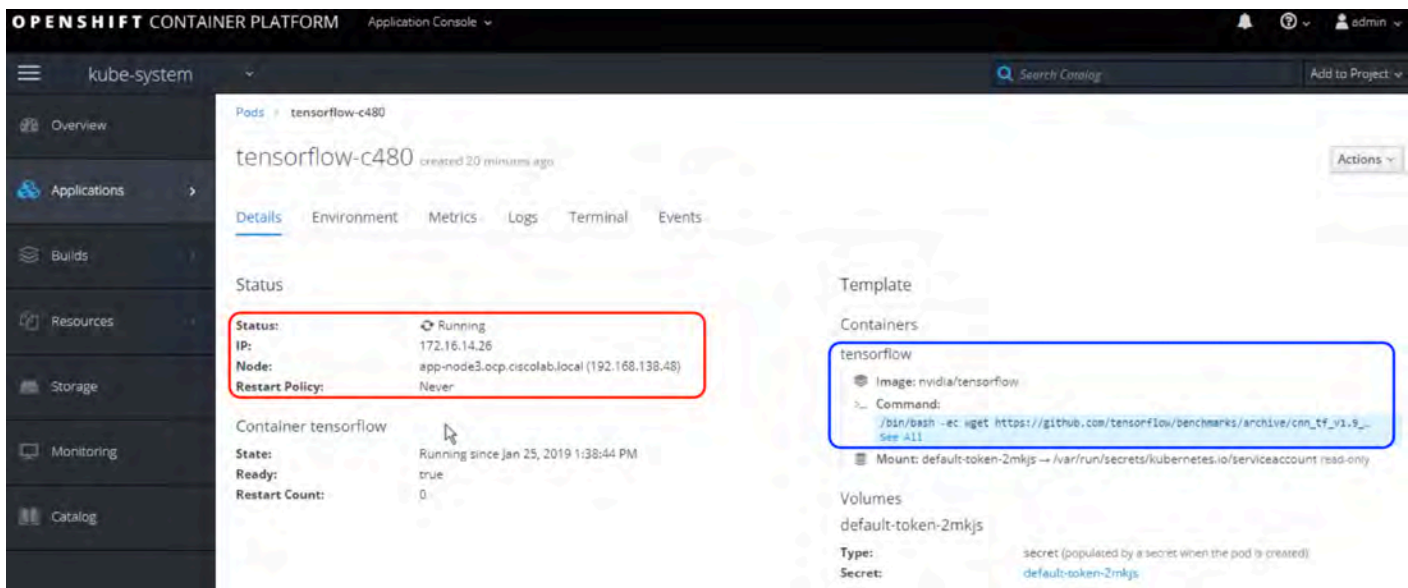 OPENSHIFT CONTAINER PLATFORM Application Console admin
kube-system Search Catalog Add to Project
Pods tensorflow-c480
Overview
tensorflow-c480 created 20 minutes ago
Actions
Applications
Details Environment Metrics Logs Terminal Events
Builds
Status
Template
Resources
Containers
Status: Running
IP: 172.16.14.26
Node: app-node3.ocp.ciscolab.local (192.168.138.48)
Restart Policy: Never
tensorflow
Image: nvidia/tensorflow
>_ Command:
/bin/bash -ec wget https://github.com/tensorflow/benchmarks/archive/cnn_tf_v1.9_…
See All
Mount: default-token-2mkjs → /var/run/secrets/kubernetes.io/serviceaccount read-only
Storage
Container tensorflow
Monitoring
State: Running since Jan 25, 2019 1:38:44 PM
Ready: true
Restart Count: 0
Volumes
default-token-2mkjs
Catalog
Type: secret (populated by a secret when the pod is created)
Secret: default-token-2mkjs